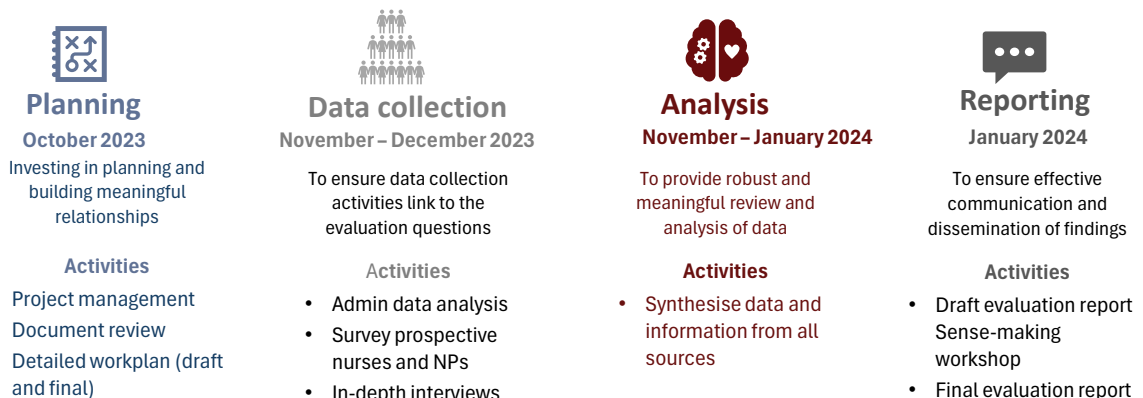 Planning
October 2023
Investing in planning and
building meaningful
relationships
Activities
Project management
Document review
Detailed workplan (draft
and final)
Data collection
November – December 2023
To ensure data collection
activities link to the
evaluation questions
Activities
• Admin data analysis
• Survey prospective
nurses and NPs
• In-depth interviews
Analysis
November – January 2024
To provide robust and
meaningful review and
analysis of data
Activities
• Synthesise data and
information from all
sources
Reporting
January 2024
To ensure effective
communication and
dissemination of findings
Activities
• Draft evaluation report
Sense-making
workshop
• Final evaluation report